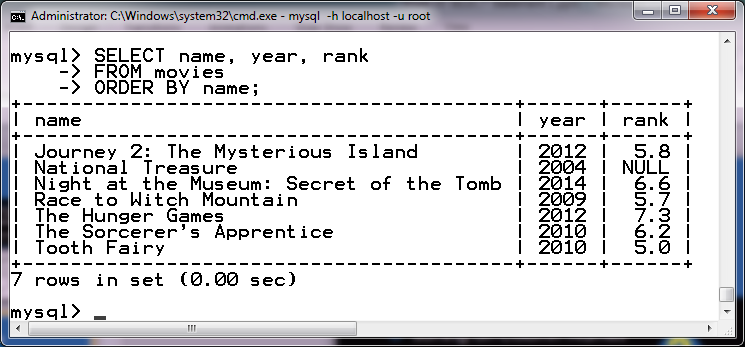 Administrator: C:\Windows\system32\cmd.exe - mysql -h localhost -u root
mysql> SELECT name, year, rank
    -> FROM movies
    -> ORDER BY name;
+----------------------------------------+------+------+
| name                                   | year | rank |
+----------------------------------------+------+------+
| Journey 2: The Mysterious Island       | 2012 |  5.8 |
| National Treasure                      | 2004 | NULL |
| Night at the Museum: Secret of the Tomb | 2014 |  6.6 |
| Race to Witch Mountain                 | 2009 |  5.7 |
| The Hunger Games                       | 2012 |  7.3 |
| The Sorcerer's Apprentice              | 2010 |  6.2 |
| Tooth Fairy                            | 2010 |  5.0 |
+----------------------------------------+------+------+
7 rows in set (0.00 sec)
mysql> _